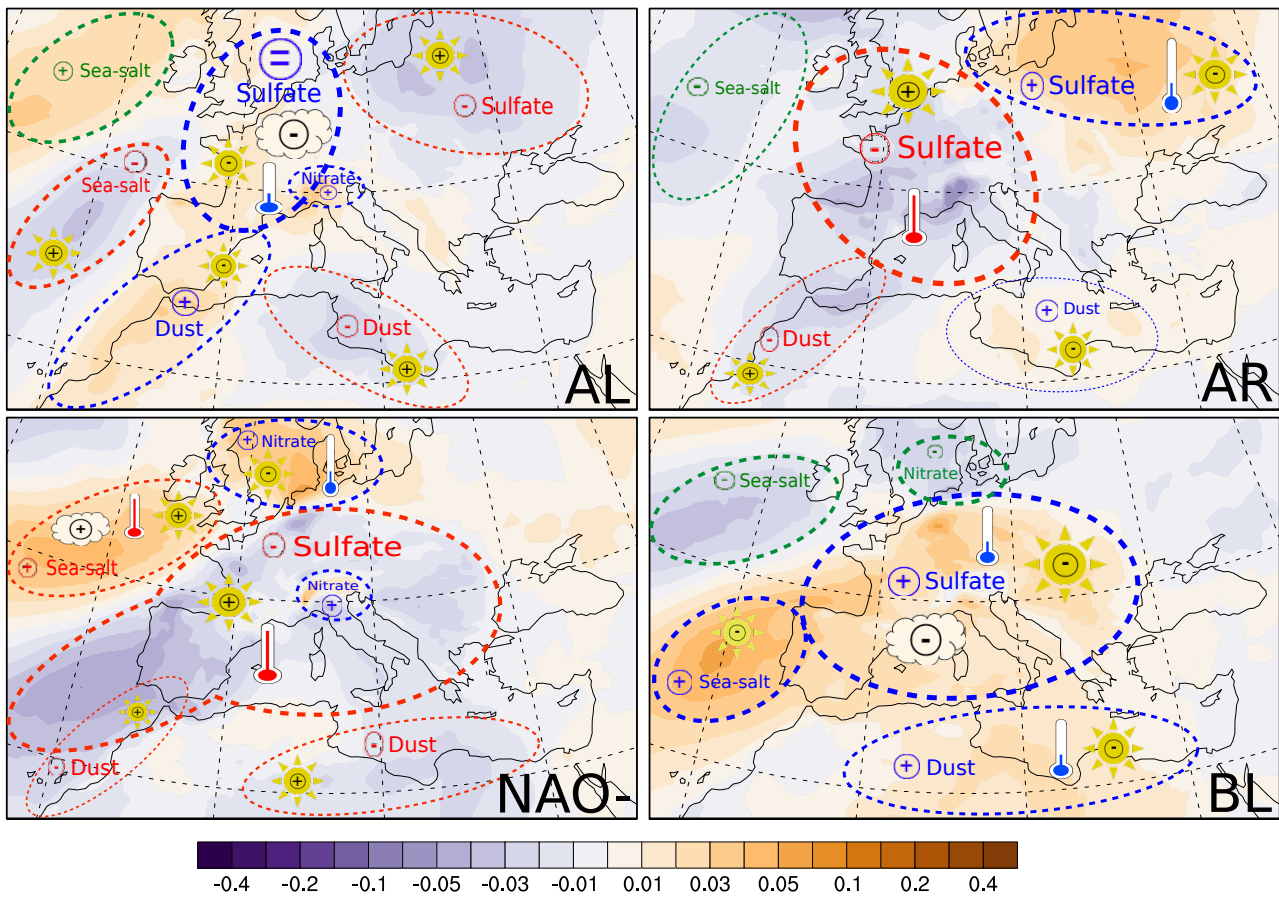 + Sea-salt
=
Sulfate
+
- Sulfate
-
-
Sea-salt
-
Nitrate
+
+
-
+
Dust
- Dust
+
AL
- Sea-salt
+
- Sulfate
+ Sulfate
-
- Dust
+
+ Dust
-
AR
+ Nitrate
-
+
+
- Sea-salt
- Sulfate
+
Nitrate
+
+
- Dust
- Dust
+
NAO-
- Sea-salt
-
Nitrate
+ Sulfate
-
-
-
+ Sea-salt
+ Dust
-
BL
-0.4 -0.2 -0.1 -0.05 -0.03 -0.01 0.01 0.03 0.05 0.1 0.2 0.4